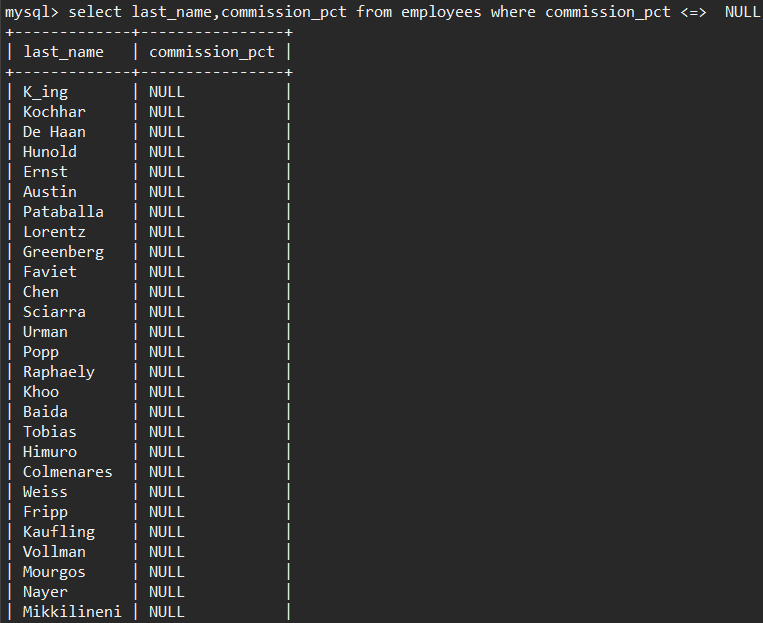 mysql> select last_name,commission_pct from employees where commission_pct <=>  NULL
+-------------+----------------+
| last_name   | commission_pct |
+-------------+----------------+
| K_ing       | NULL           |
| Kochhar     | NULL           |
| De Haan     | NULL           |
| Hunold      | NULL           |
| Ernst       | NULL           |
| Austin      | NULL           |
| Pataballa   | NULL           |
| Lorentz     | NULL           |
| Greenberg   | NULL           |
| Faviet      | NULL           |
| Chen        | NULL           |
| Sciarra     | NULL           |
| Urman       | NULL           |
| Popp        | NULL           |
| Raphaely    | NULL           |
| Khoo        | NULL           |
| Baida       | NULL           |
| Tobias      | NULL           |
| Himuro      | NULL           |
| Colmenares  | NULL           |
| Weiss       | NULL           |
| Fripp       | NULL           |
| Kaufling    | NULL           |
| Vollman     | NULL           |
| Mourgos     | NULL           |
| Nayer       | NULL           |
| Mikkilineni | NULL           |